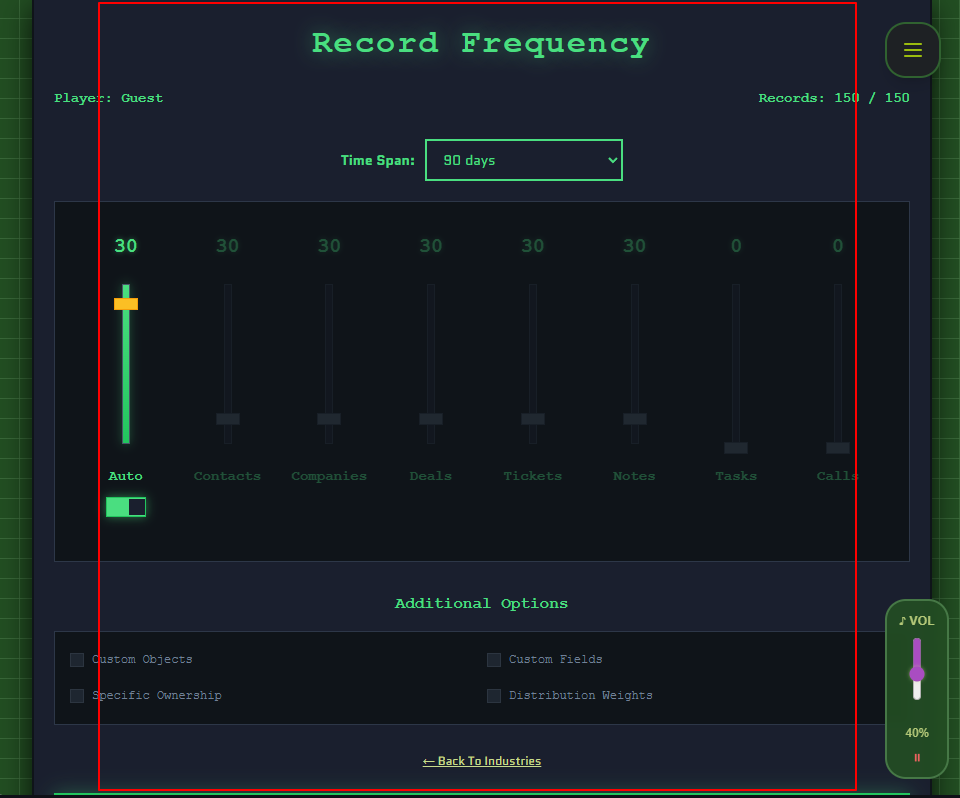 Record Frequency
Player: Guest
Records: 150 / 150
Time Span: 90 days
30 30 30 30 30 30 0 0
Auto Contacts Companies Deals Tickets Notes Tasks Calls
Additional Options
Custom Objects
Custom Fields
Specific Ownership
Distribution Weights
← Back To Industries
♪ VOL
40%